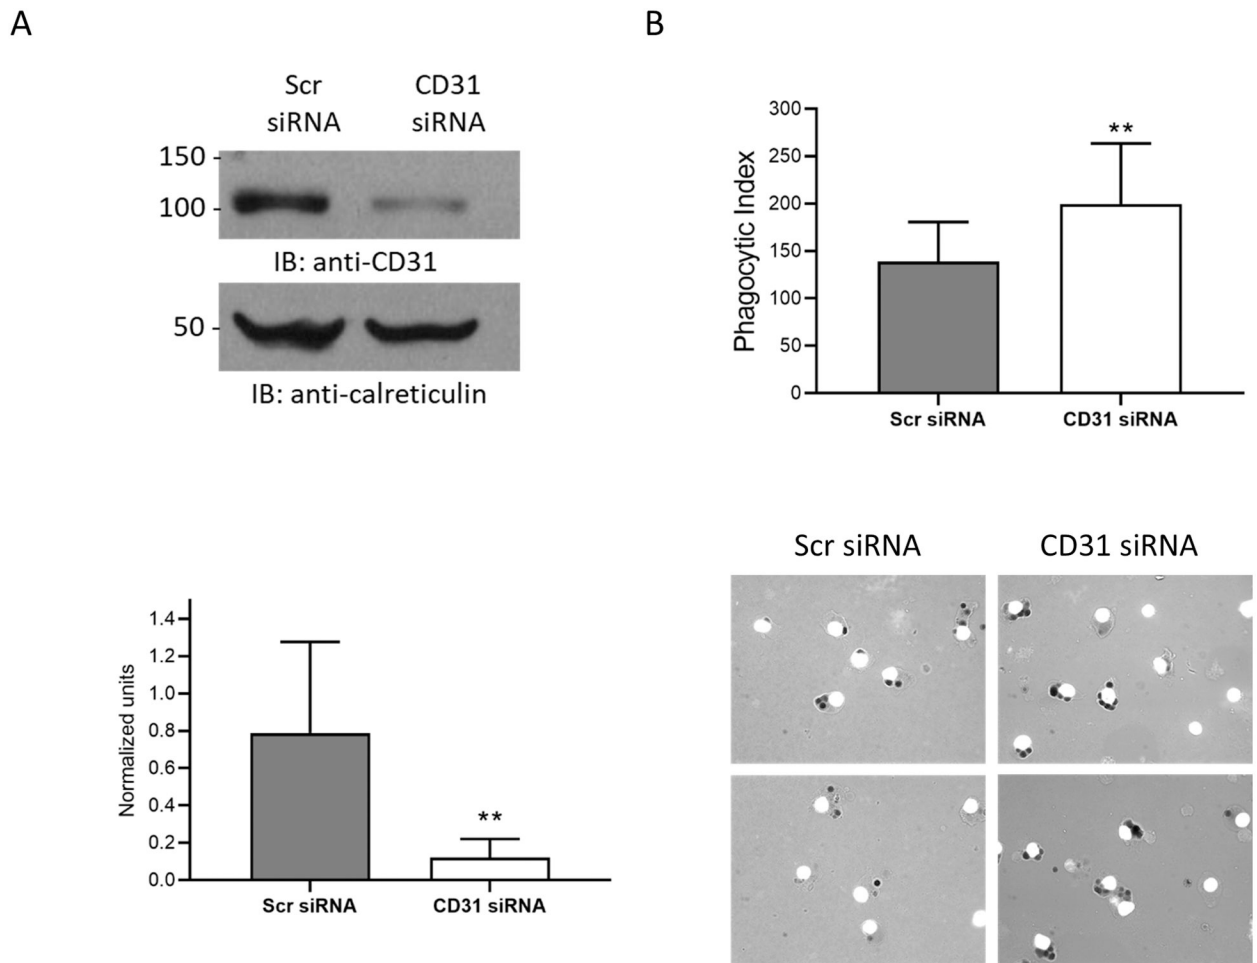 A
Scr siRNA
CD31 siRNA
150
100
IB: anti-CD31
50
IB: anti-calreticulin
Normalized units
1.4
1.2
1.0
0.8
0.6
0.4
0.2
0.0
**
Scr siRNA
CD31 siRNA
B
Phagocytic Index
300
250
200
150
100
50
0
**
Scr siRNA
CD31 siRNA
Scr siRNA
CD31 siRNA